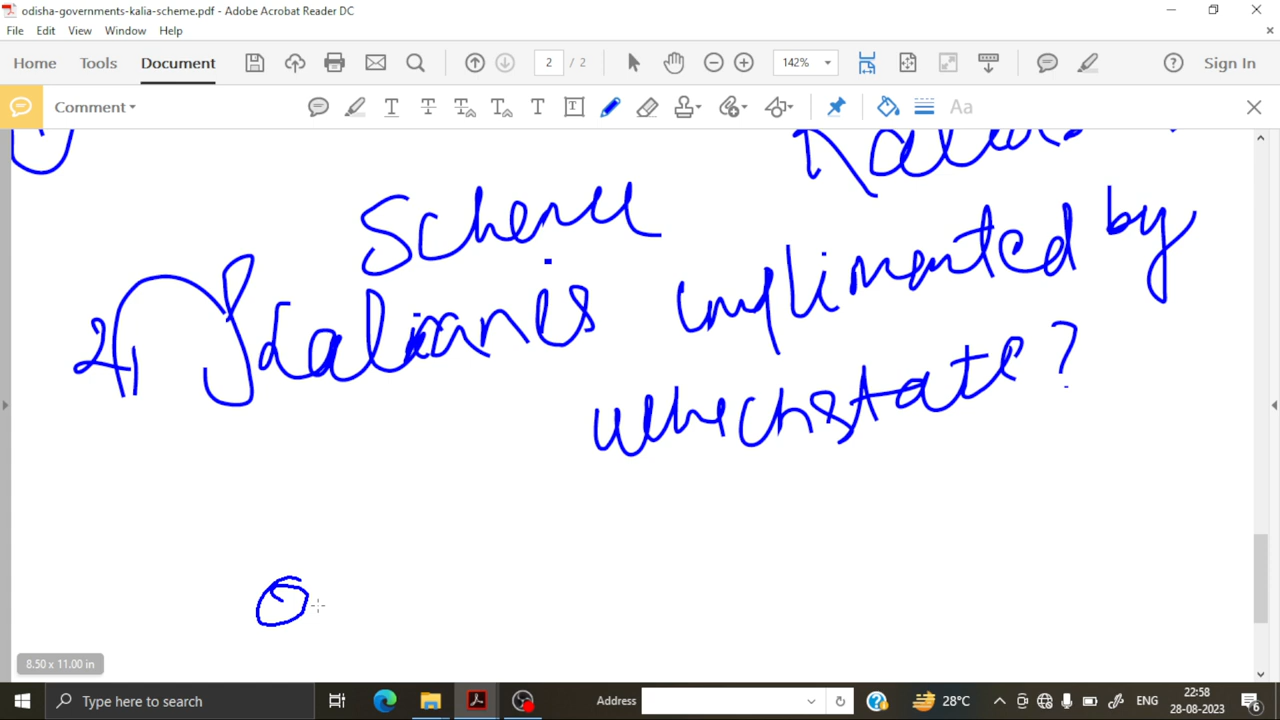 odisha-governments-kalia-scheme.pdf - Adobe Acrobat Reader DC
File Edit View Window Help
Home Tools Document 2 / 2 142% Sign In
Comment Aa
Scheme
2, Kalia is implimented by
which state?
O
8.50 x 11.00 in
Type here to search Address 28°C ENG 22:58
28-08-2023 6